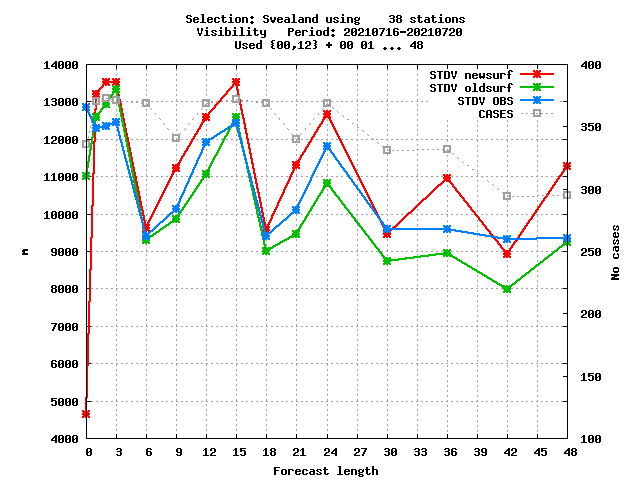 Selection: Svealand using    38 stations
Visibility   Period: 20210716-20210720
Used {00,12} + 00 01 ... 48
14000
13000
12000
11000
10000
9000
8000
7000
6000
5000
4000
m
STDV newsurf
STDV oldsurf
STDV OBS
CASES
400
350
300
250
200
150
100
No cases
0 3 6 9 12 15 18 21 24 27 30 33 36 39 42 45 48
Forecast length